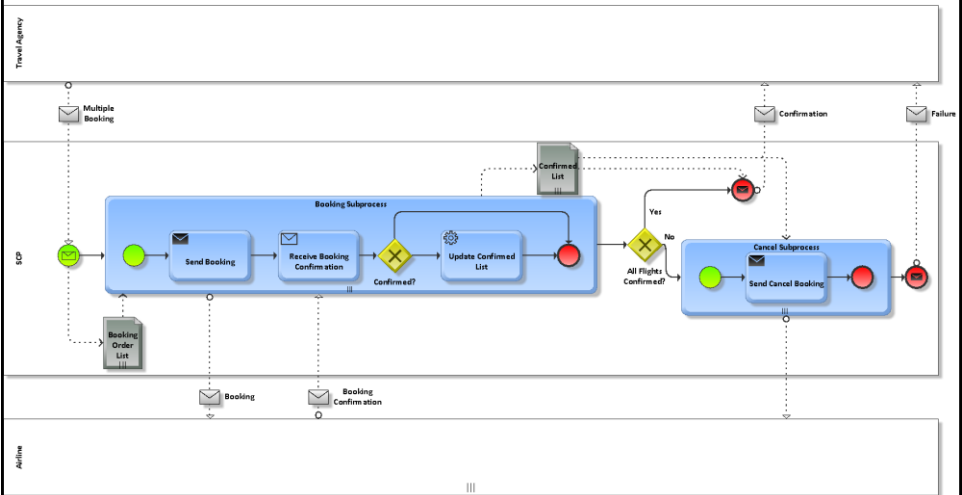 Travel Agency
Multiple
Booking
Confirmation
Failure
SCP
Confirmed
List
Booking Subprocess
Send Booking
Receive Booking
Confirmation
Confirmed?
Update Confirmed
List
Yes
No
All Flights
Confirmed?
Cancel Subprocess
Send Cancel Booking
Booking
Order
List
Booking
Booking
Confirmation
Airline